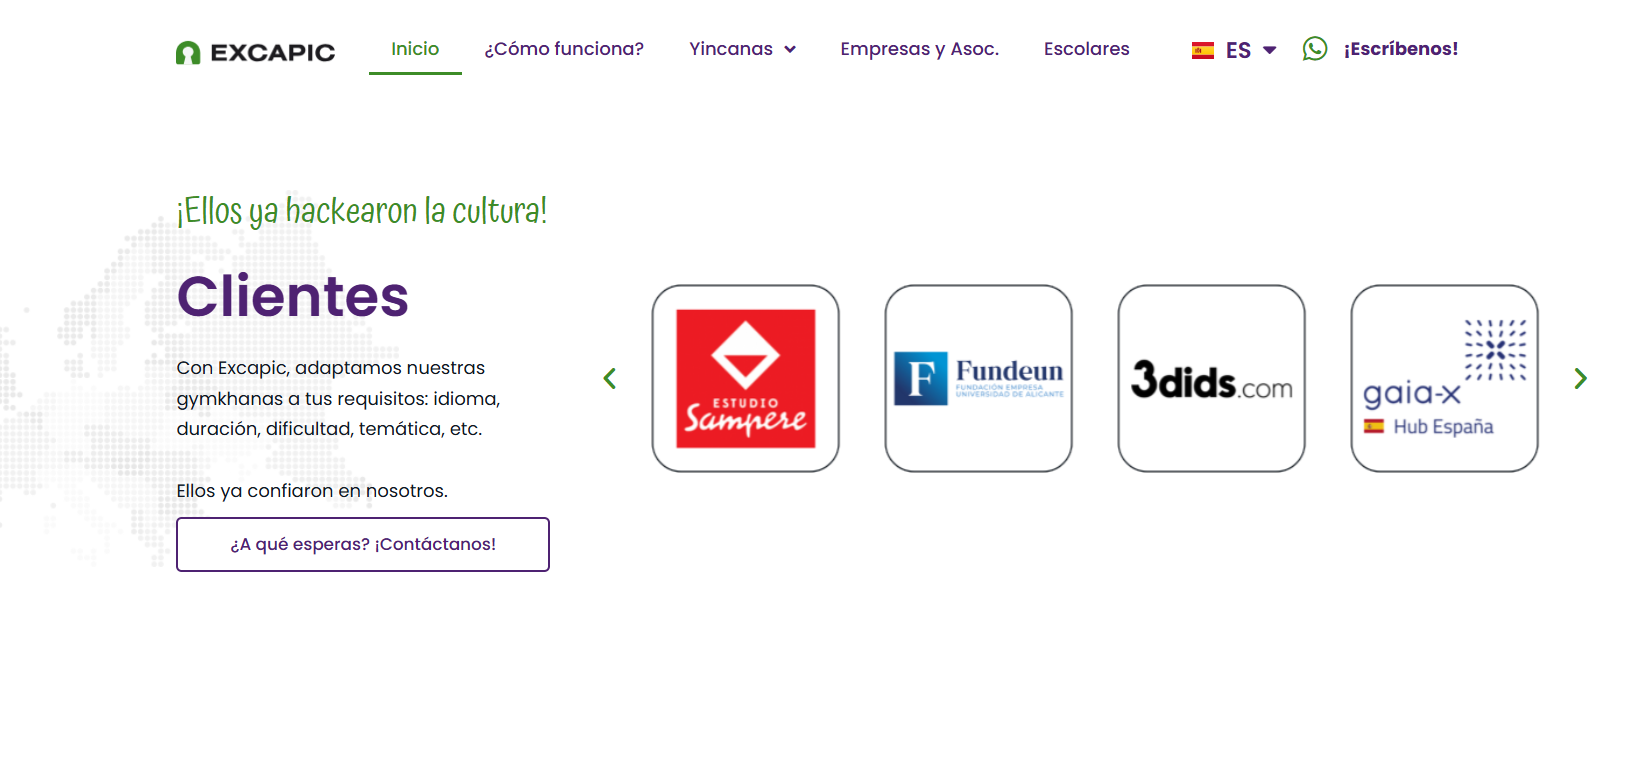 EXCAPIC
Inicio
¿Cómo funciona?
Yincanas
Empresas y Asoc.
Escolares
ES
¡Escríbenos!
¡Ellos ya hackearon la cultura!
Clientes
Con Excapic, adaptamos nuestras
gymkhanas a tus requisitos: idioma,
duración, dificultad, temática, etc.
Ellos ya confiaron en nosotros.
¿A qué esperas? ¡Contáctanos!
ESTUDIO
Sampere
F
Fundeun
FUNDACIÓN EMPRESA
UNIVERSIDAD DE ALICANTE
3dids.com
gaia-x
Hub España